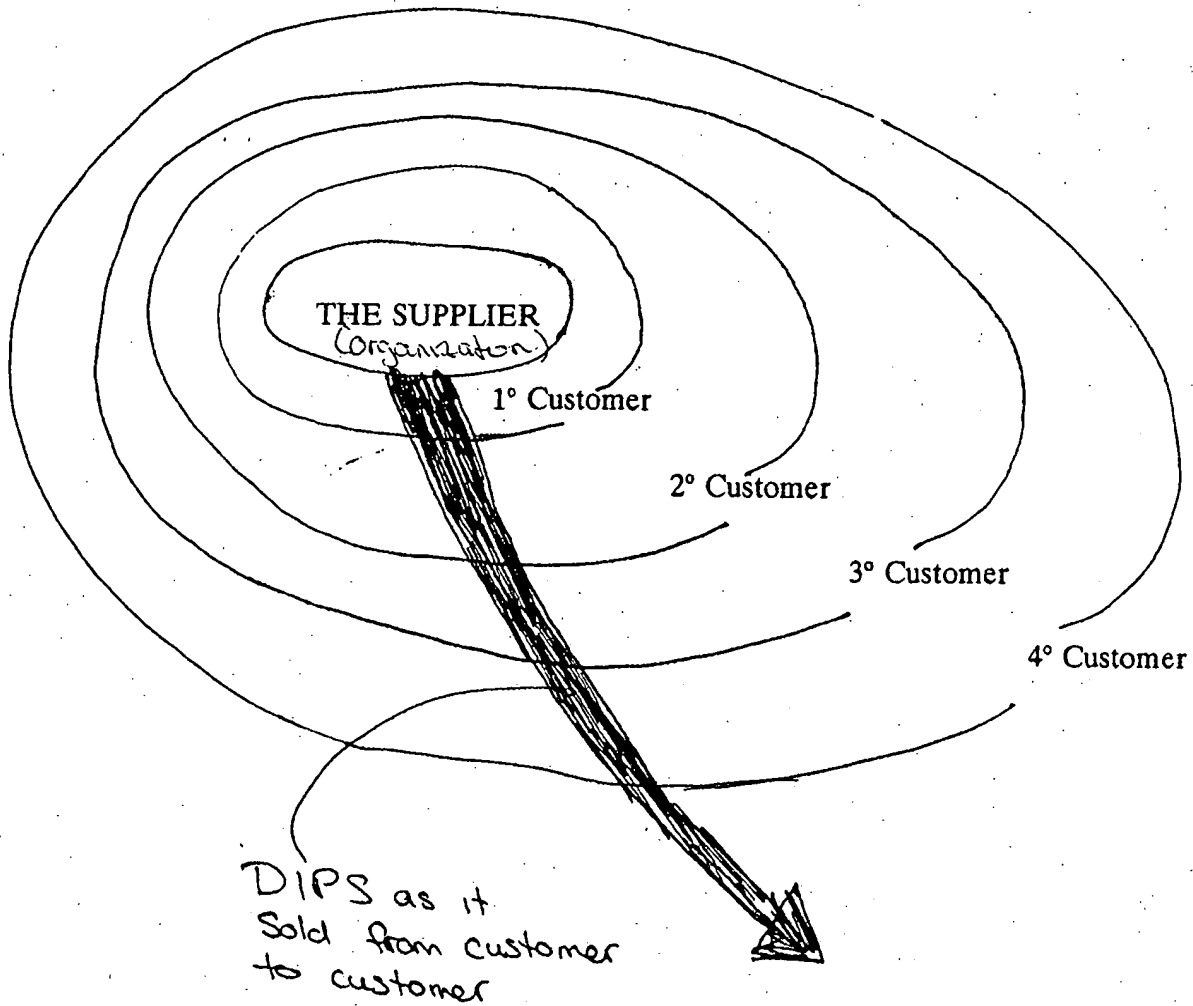 THE SUPPLIER
(organization)
1° Customer
2° Customer
3° Customer
4° Customer
DIPS as it
Sold from customer
to customer